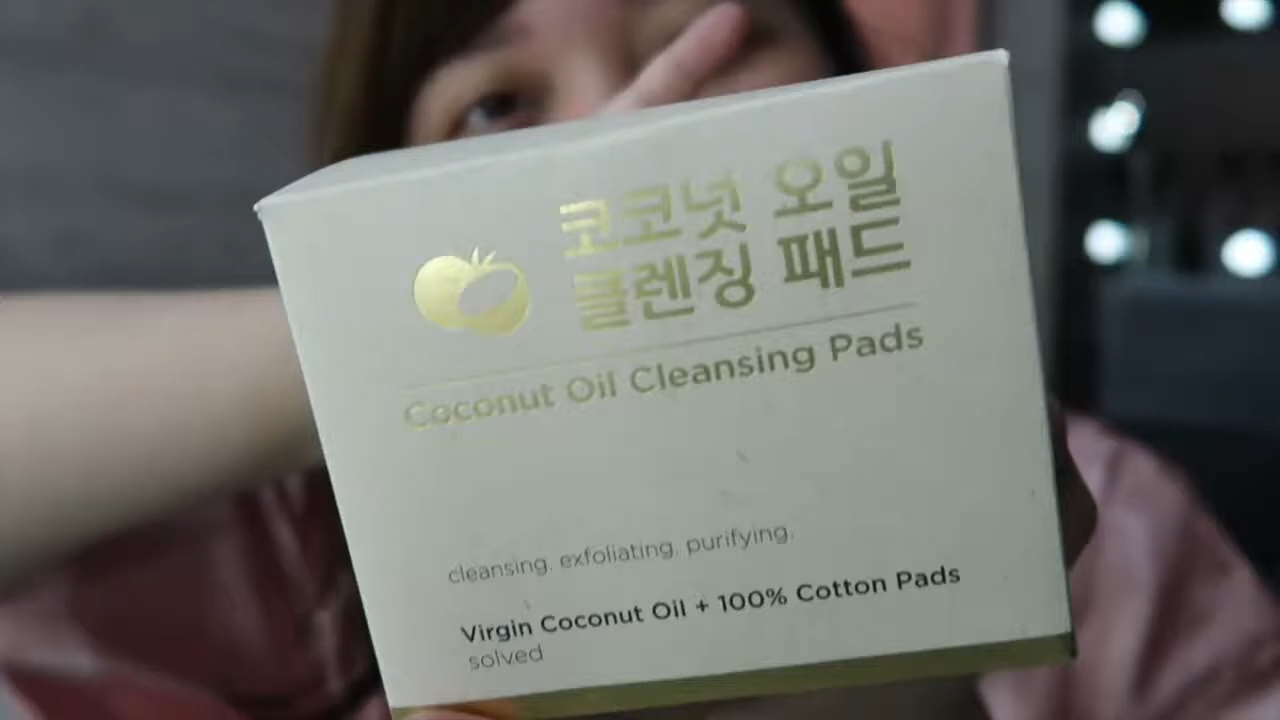 코코넛 오일
클렌징 패드
Coconut Oil Cleansing Pads
cleansing. exfoliating. purifying.
Virgin Coconut Oil + 100% Cotton Pads
solved